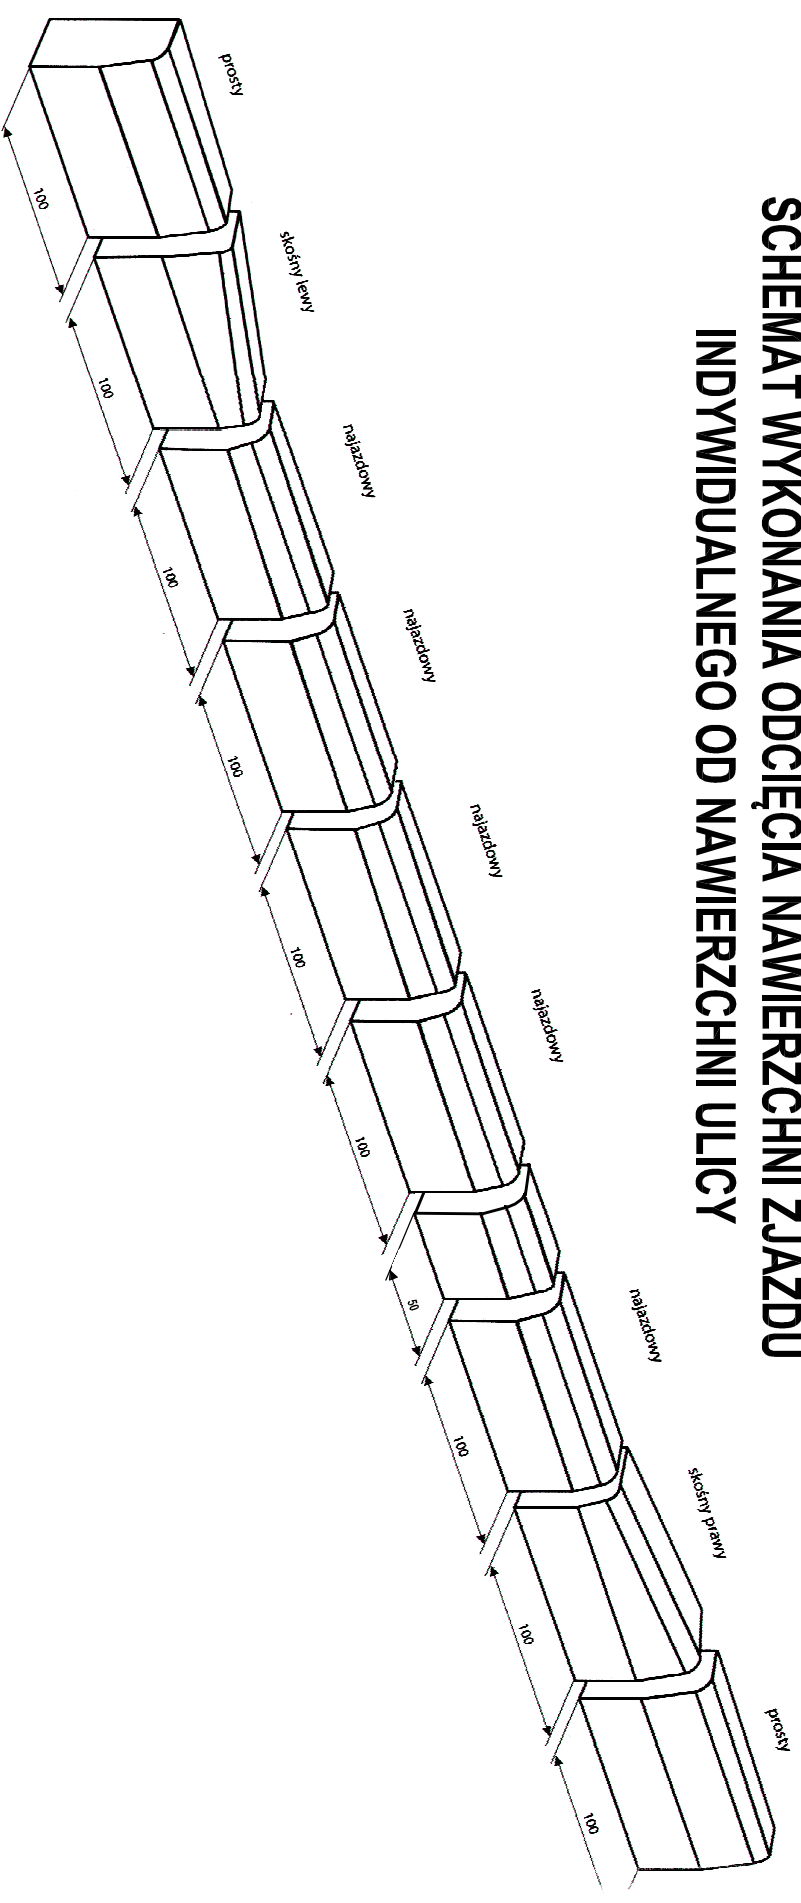 SCHEMAT WYKONANIA ODCIĘCIA NAWIERZCHNI ZJAZDU
INDYWIDUALNEGO OD NAWIERZCHNI ULICY
prosty
skośny lewy
najazdowy
najazdowy
najazdowy
najazdowy
najazdowy
skośny prawy
prosty
100
100
100
100
100
100
50
100
100
100